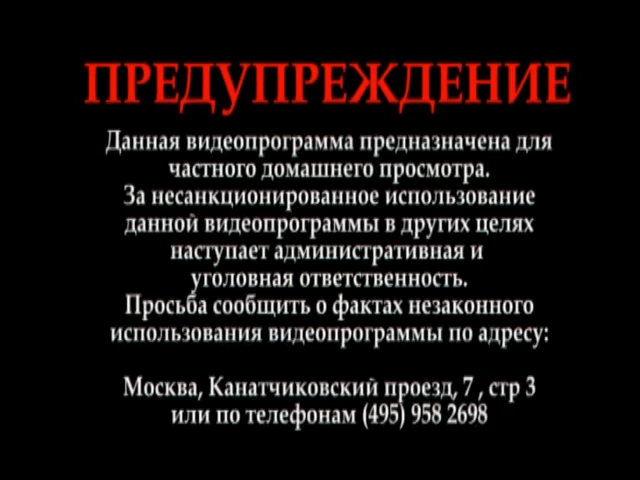 ПРЕДУПРЕЖДЕНИЕ
Данная видеопрограмма предназначена для
частного домашнего просмотра.
За несанкционированное использование
данной видеопрограммы в других целях
наступает административная и
уголовная ответственность.
Просьба сообщить о фактах незаконного
использования видеопрограммы по адресу:
Москва, Канатчиковский проезд, 7 , стр 3
или по телефонам (495) 958 2698